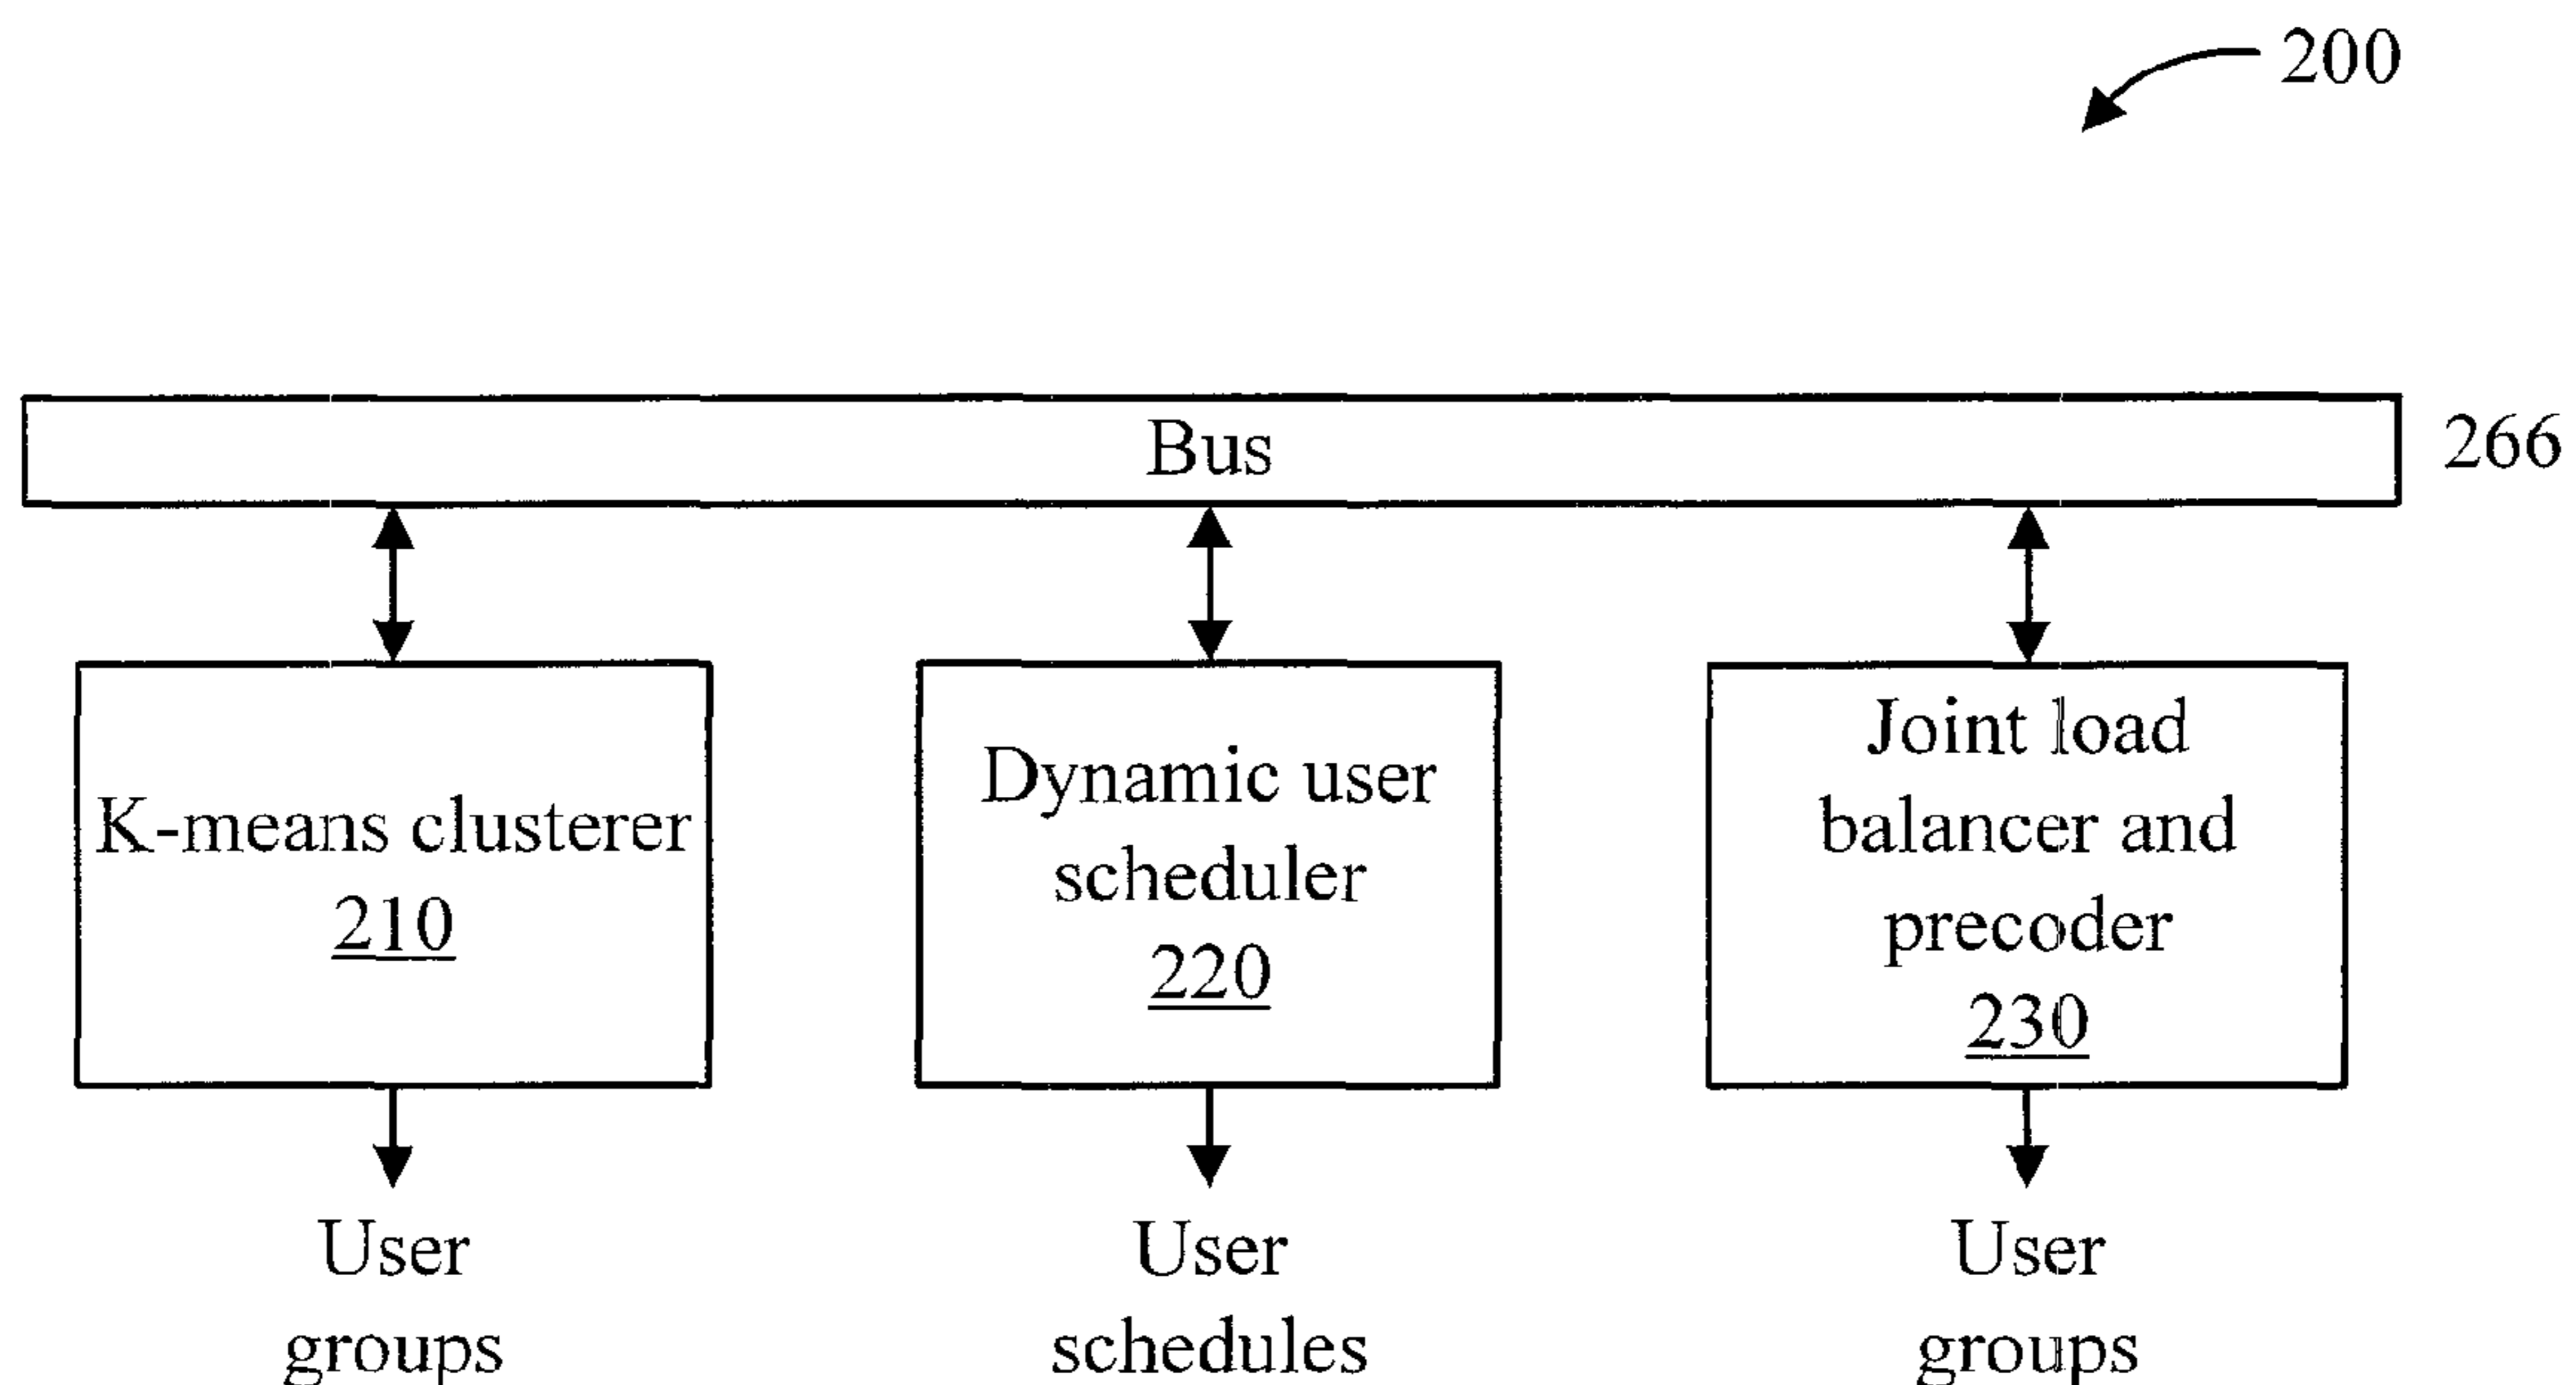 200
Bus
266
K-means clusterer
210
Dynamic user
scheduler
220
Joint load
balancer and
precoder
230
User
groups
User
schedules
User
groups